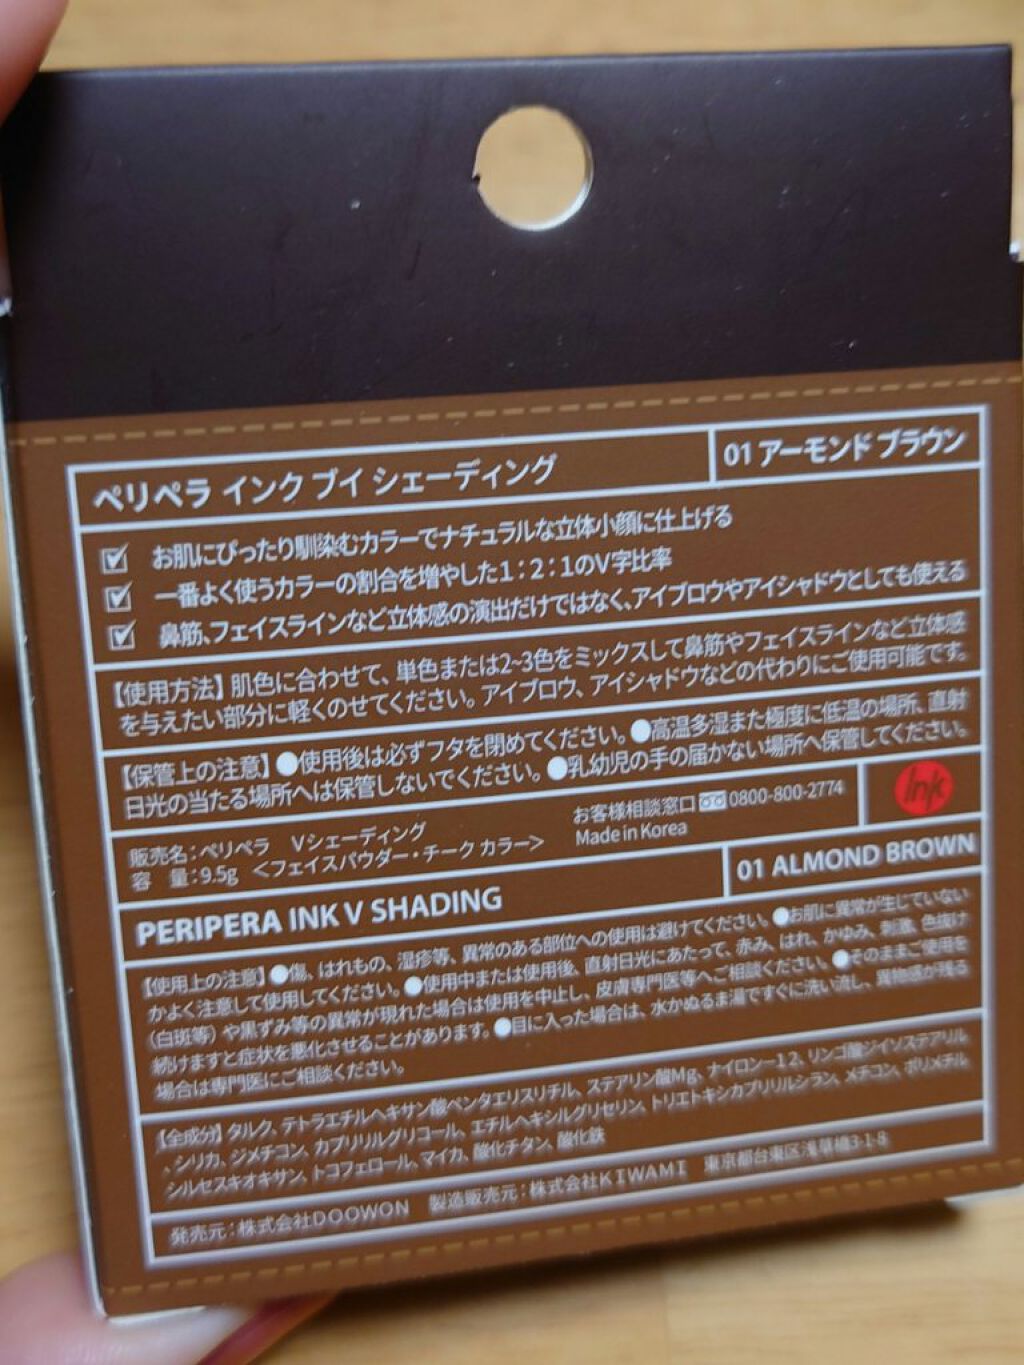 ペリペラ インク ブイ シェーディング
01 アーモンド ブラウン
お肌にぴったり馴染むカラーでナチュラルな立体小顔に仕上げる
一番よく使うカラーの割合を増やした1:2:1のV字比率
鼻筋、フェイスラインなど立体感の演出だけではなく、アイブロウやアイシャドウとしても使える
【使用方法】肌色に合わせて、単色または2~3色をミックスして鼻筋やフェイスラインなど立体感
を与えたい部分に軽くのせてください。アイブロウ、アイシャドウなどの代わりにご使用可能です。
【保管上の注意】●使用後は必ずフタを閉めてください。●高温多湿また極度に低温の場所、直射
日光の当たる場所へは保管しないでください。●乳幼児の手の届かない場所へ保管してください。
販売名：ペリペラ　Vシェーディング
容　量：9.5g ＜フェイスパウダー・チーク カラー＞
お客様相談窓口 0800-800-2774
Made in Korea
Ink
PERIPERA INK V SHADING
01 ALMOND BROWN
【使用上の注意】●傷、はれもの、湿疹等、異常のある部位への使用は避けてください。●お肌に異常が生じていない
かよく注意して使用してください。●使用中または使用後、直射日光にあたって、赤み、はれ、かゆみ、刺激、色抜け
（白斑等）や黒ずみ等の異常が現れた場合は使用を中止し、皮膚専門医等へご相談ください。●そのままご使用を
続けますと症状を悪化させることがあります。●目に入った場合は、水かぬるま湯ですぐに洗い流し、異物感が残る
場合は専門医にご相談ください。
【全成分】タルク、テトラエチルヘキサン酸ペンタエリスリチル、ステアリン酸Mg、ナイロンー12、リンゴ酸ジイソステアリル
、シリカ、ジメチコン、カプリリルグリコール、エチルヘキシルグリセリン、トリエトキシカプリリルシラン、メチコン、ポリメチル
シルセスキオキサン、トコフェロール、マイカ、酸化チタン、酸化鉄
発売元：株式会社DOOWON　製造販売元：株式会社KIWAMI　東京都台東区浅草橋3-1-8